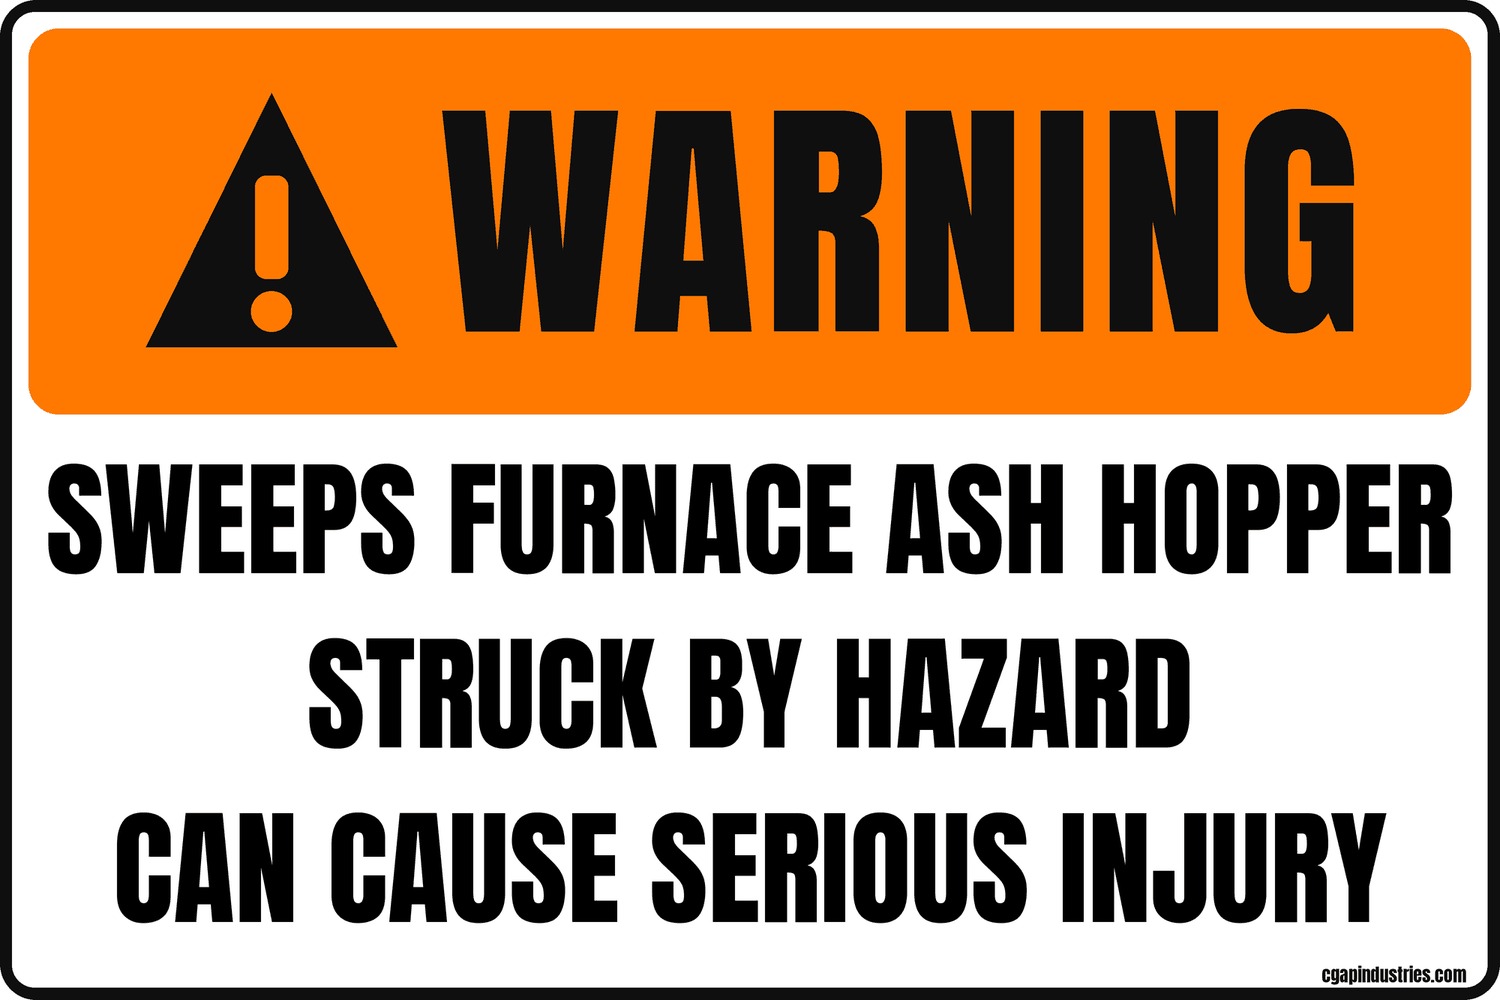 WARNING
SWEEPS FURNACE ASH HOPPER
STRUCK BY HAZARD
CAN CAUSE SERIOUS INJURY
cgapindustries.com